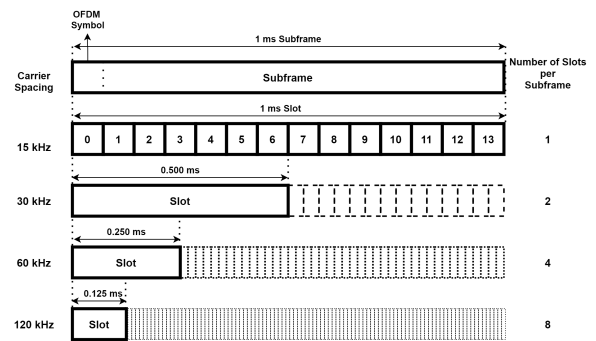 OFDM
Symbol
1 ms Subframe
Carrier
Spacing
Subframe
Number of Slots
per
Subframe
1 ms Slot
15 kHz
0 1 2 3 4 5 6 7 8 9 10 11 12 13
1
0.500 ms
30 kHz
Slot
2
0.250 ms
60 kHz
Slot
4
0.125 ms
120 kHz
Slot
8